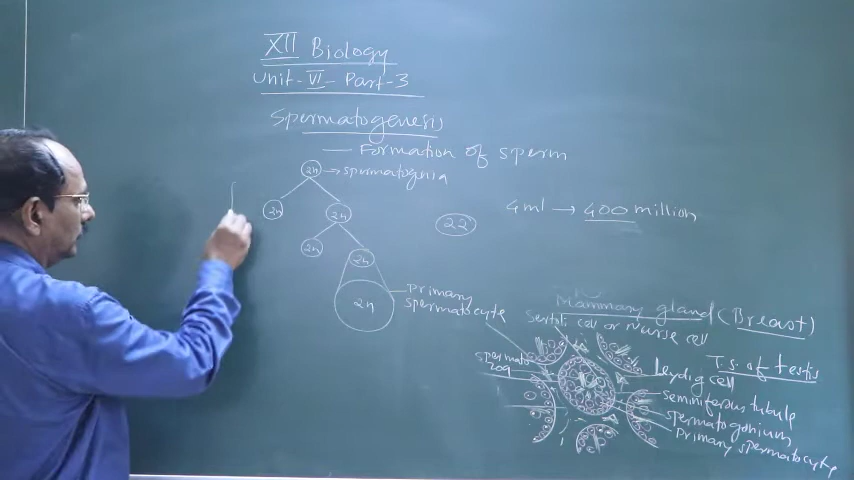 XII Biology
Unit-VI- Part-3
Spermatogenesis
— Formation of sperm
2n → spermatogonia
2n 2n
4ml → 400 million
22
2n
2n
2n
Primary
spermatocyte
Mammary gland (Breast)
Sertoli cell or Nurse cell
T.S. of testis
spermato
zoa
Leydig cell
seminiferous tubule
spermatogonium
Primary spermatocyte